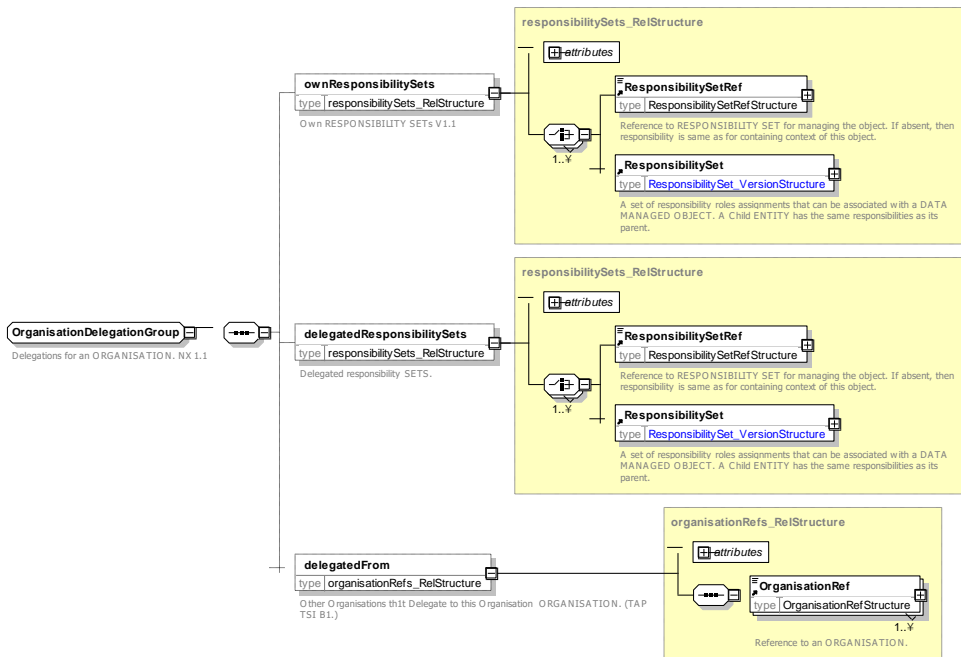 responsibilitySets_RelStructure
attributes
ownResponsibilitySets
type responsibilitySets_RelStructure
Own RESPONSIBILITY SETs V1.1
ResponsibilitySetRef
type ResponsibilitySetRefStructure
Reference to RESPONSIBILITY SET for managing the object. If absent, then
responsibility is same as for containing context of this object.
1..¥
ResponsibilitySet
type ResponsibilitySet_VersionStructure
A set of responsibility roles assignments that can be associated with a DATA
MANAGED OBJECT. A Child ENTITY has the same responsibilities as its
parent.
responsibilitySets_RelStructure
attributes
OrganisationDelegationGroup
Delegations for an ORGANISATION. NX 1.1
delegatedResponsibilitySets
type responsibilitySets_RelStructure
Delegated responsibility SETS.
ResponsibilitySetRef
type ResponsibilitySetRefStructure
Reference to RESPONSIBILITY SET for managing the object. If absent, then
responsibility is same as for containing context of this object.
1..¥
ResponsibilitySet
type ResponsibilitySet_VersionStructure
A set of responsibility roles assignments that can be associated with a DATA
MANAGED OBJECT. A Child ENTITY has the same responsibilities as its
parent.
organisationRefs_RelStructure
attributes
delegatedFrom
type organisationRefs_RelStructure
Other Organisations th1t Delegate to this Organisation ORGANISATION. (TAP
TSI B1.)
OrganisationRef
type OrganisationRefStructure
1..¥
Reference to an ORGANISATION.